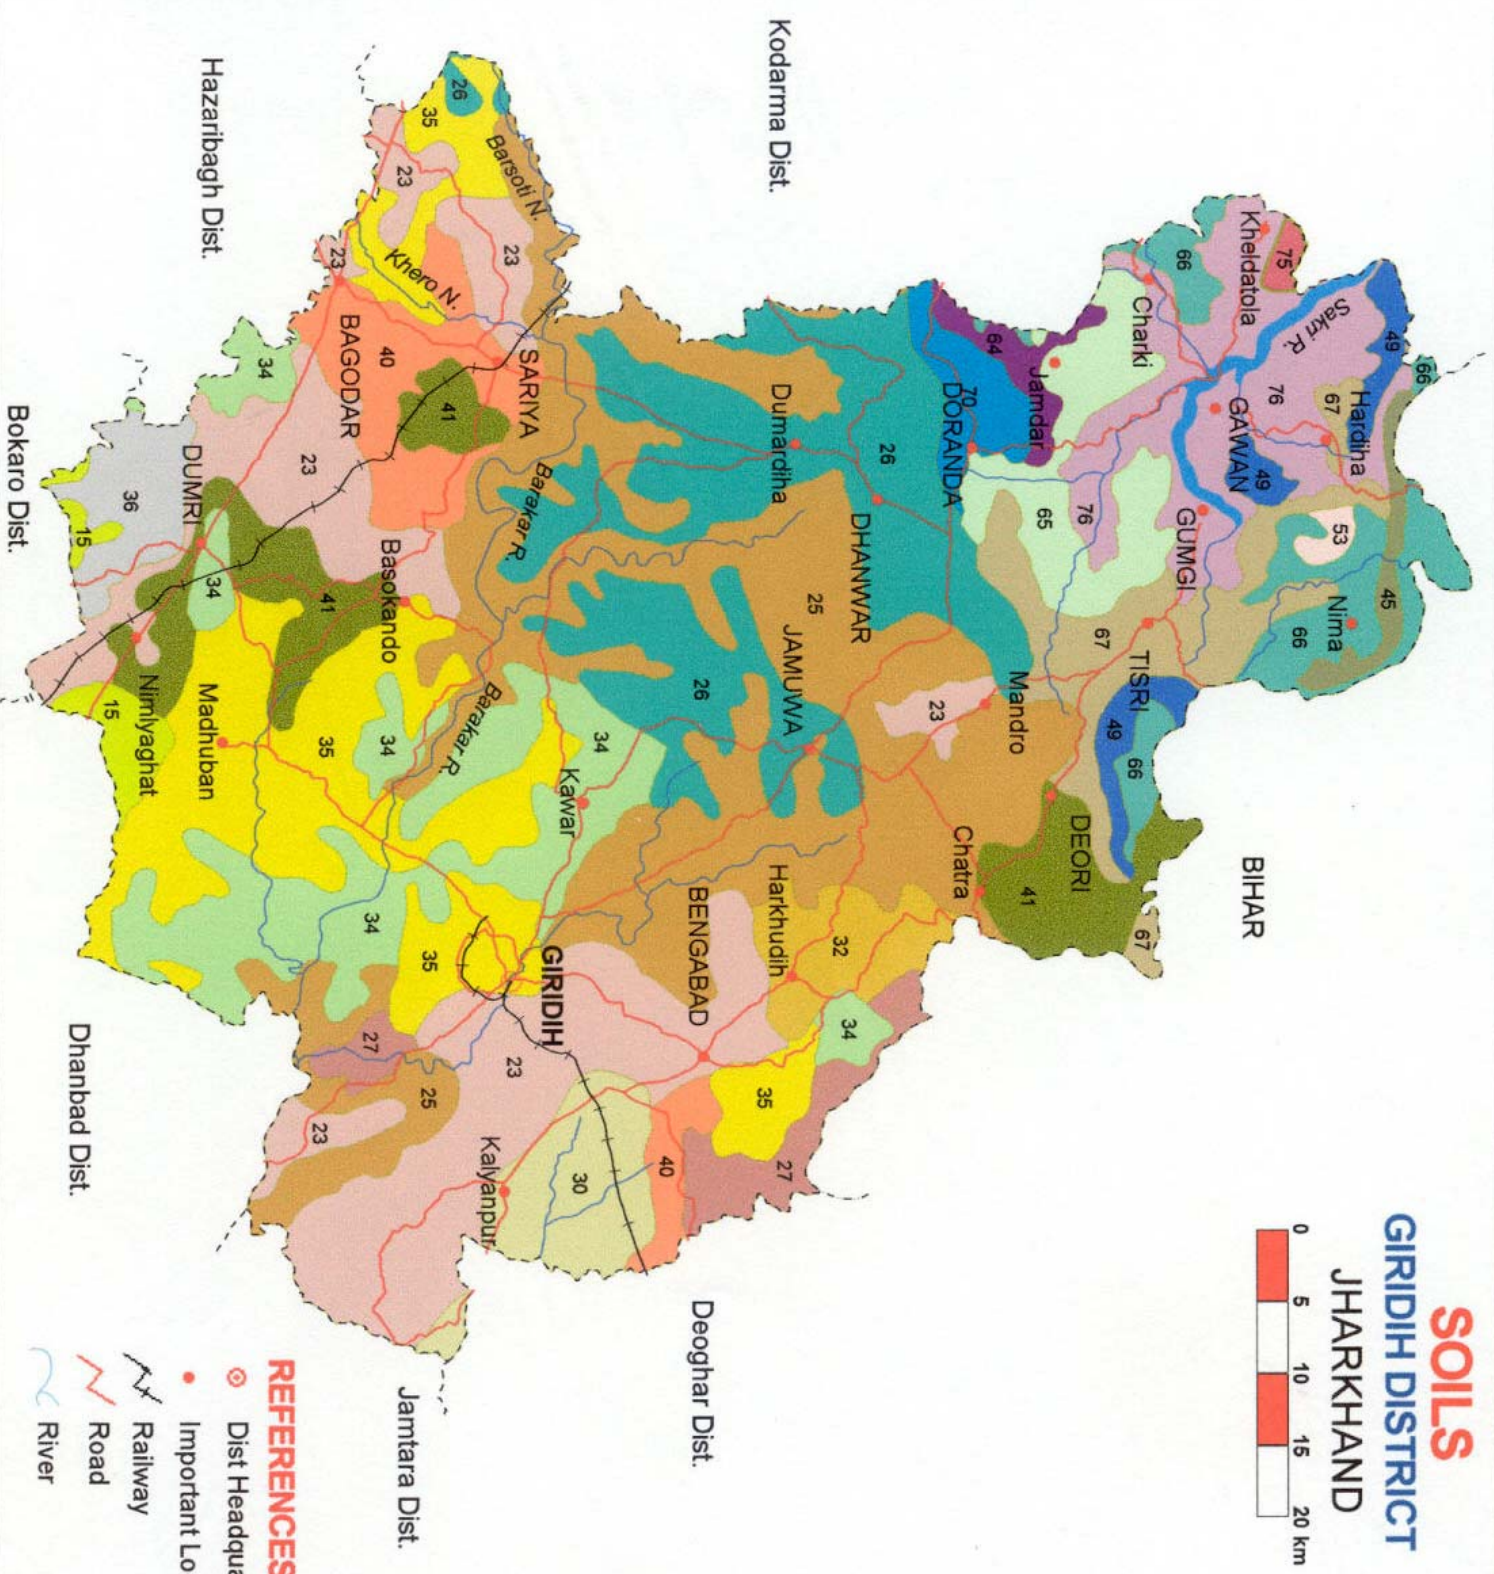 SOILS
GIRIDIH DISTRICT
JHARKHAND
0 5 10 15 20 km
BIHAR
Kodarma Dist.
Hazaribagh Dist.
Bokaro Dist.
Dhanbad Dist.
Jamtara Dist.
Deoghar Dist.
66
49
45
Hardiha
67
53
Nima
Sakri R.
66
75
76
49
Kheldatola
GAWAN
66
GUMGI
Charki
TISRI
66
67
49
67
76
DEORI
Jamdar
65
41
64
Mandro
70
DORANDA
23
Chatra
26
DHANWAR
32
34
25
Dumardiha
JAMUWA
Harkhudih
35
27
26
BENGABAD
40
34
Kawar
30
GIRIDIH
SARIYA
Barakar R.
23
23
Barsoti N.
Kalyanpur
26
41
Barakar R.
Khero N.
35
35
25
23
40
Basokando
34
34
27
BAGODAR
23
23
41
35
23
34
34
DUMRI
Madhuban
36
Nimlyaghat
15
15
REFERENCES
Dist Headqua
Important Lo
Railway
Road
River